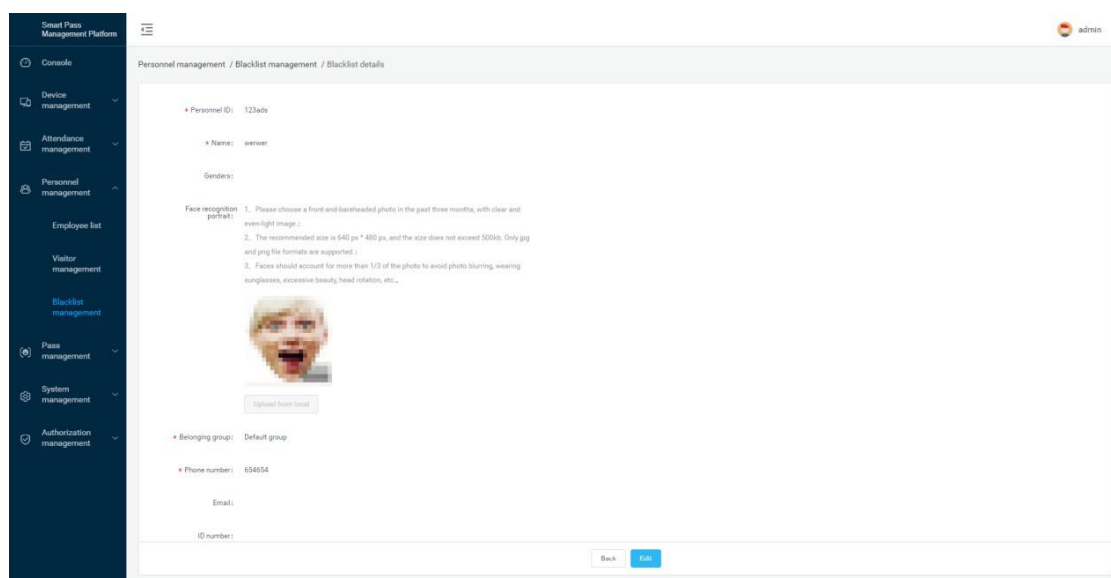 Smart Pass
Management Platform
admin
Console
Device
management
Attendance
management
Personnel
management
Employee list
Visitor
management
Blacklist
management
Pass
management
System
management
Authorization
management
Personnel management / Blacklist management / Blacklist details
* Personnel ID: 123ads
* Name: werwer
Genders:
Face recognition
portrait:
1、Please choose a front-and-bareheaded photo in the past three months, with clear and
even-light image.;
2、The recommended size is 640 px * 480 px, and the size does not exceed 500kb. Only jpg
and png file formats are supported.;
3、Faces should account for more than 1/3 of the photo to avoid photo blurring, wearing
sunglasses, excessive beauty, head rotation, etc.。
Upload from local
* Belonging group: Default group
* Phone number: 654654
Email:
ID number:
Back
Edit